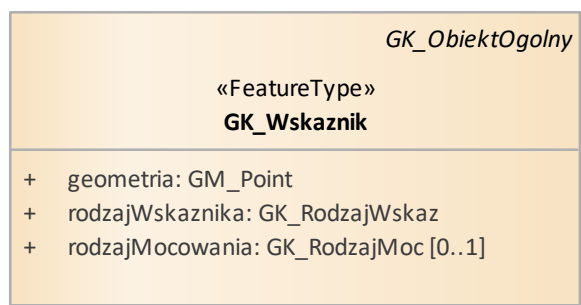 GK_ObiektOgolny
«FeatureType»
GK_Wskaznik
+ geometria: GM_Point
+ rodzajWskaznika: GK_RodzajWskaz
+ rodzajMocowania: GK_RodzajMoc [0..1]